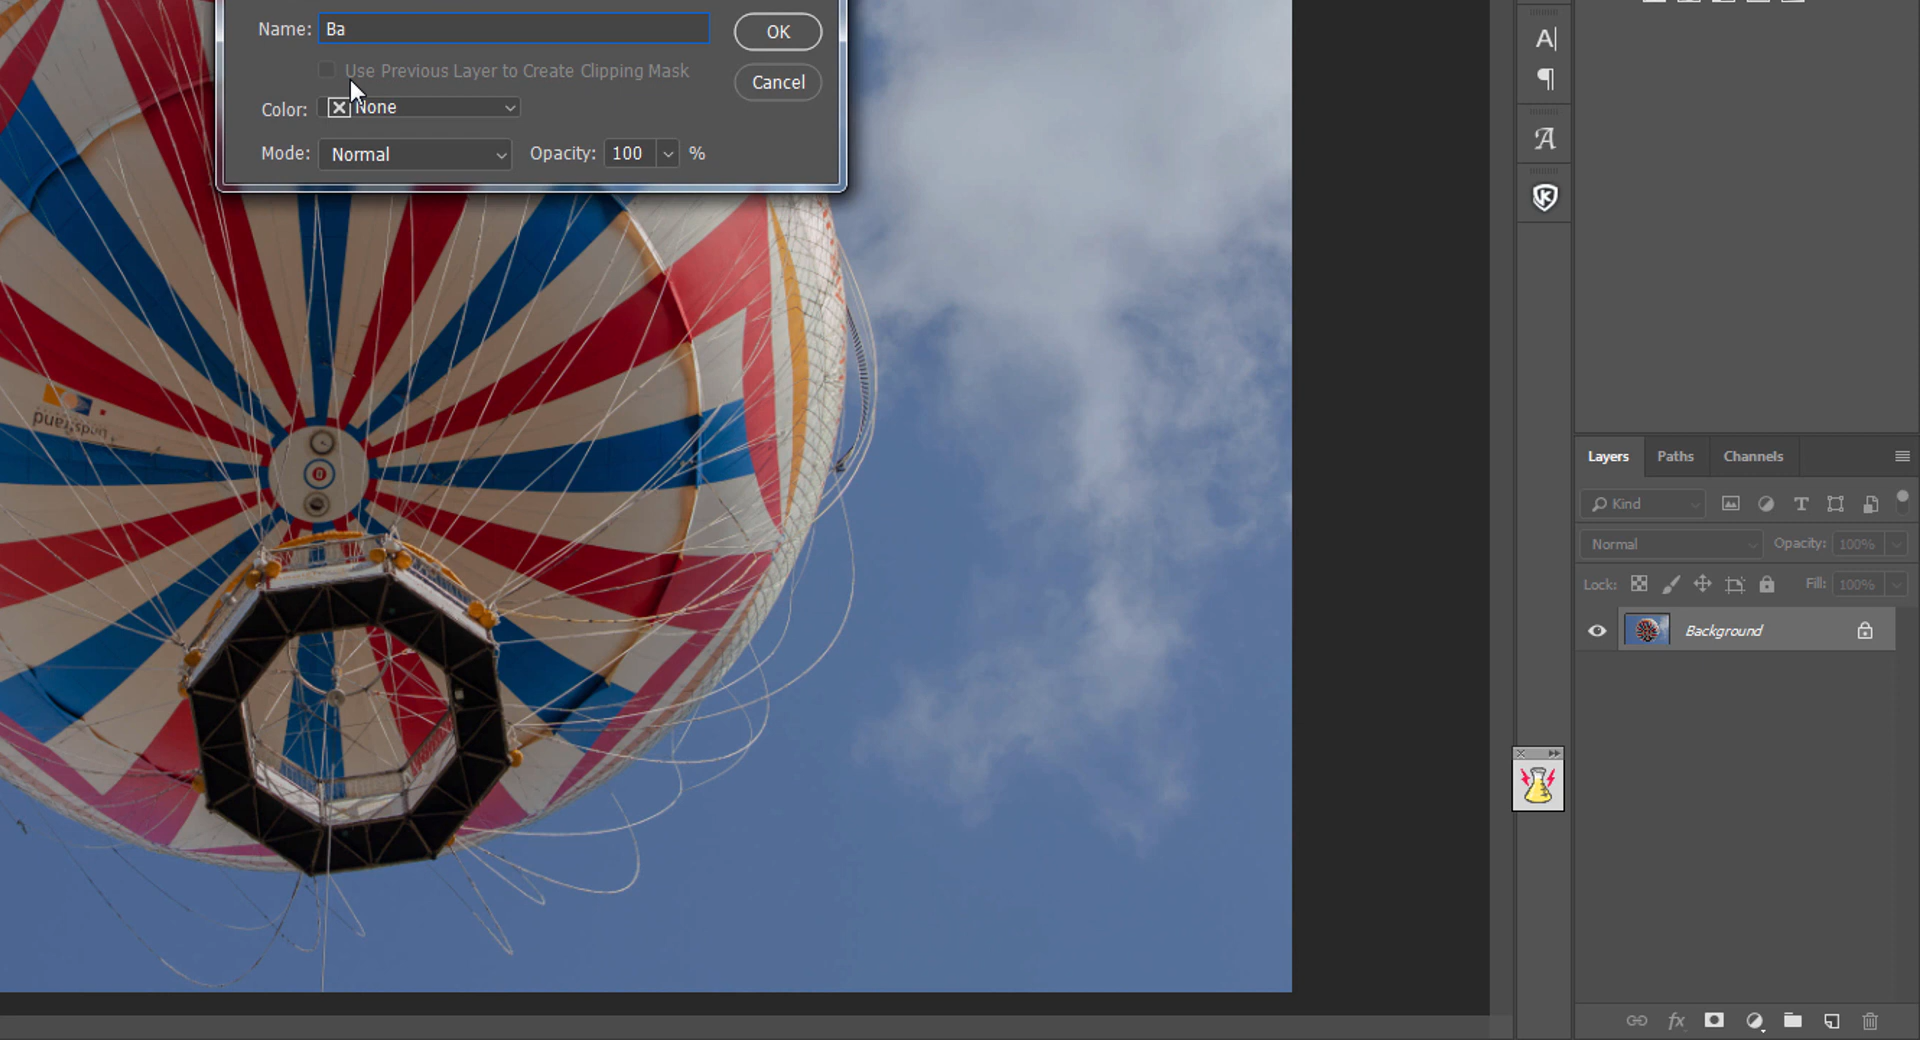 Name: Ba
OK
Use Previous Layer to Create Clipping Mask
Cancel
Color: None
Mode: Normal Opacity: 100 %
Layers Paths Channels
Kind
Normal Opacity: 100%
Lock: Fill: 100%
Background